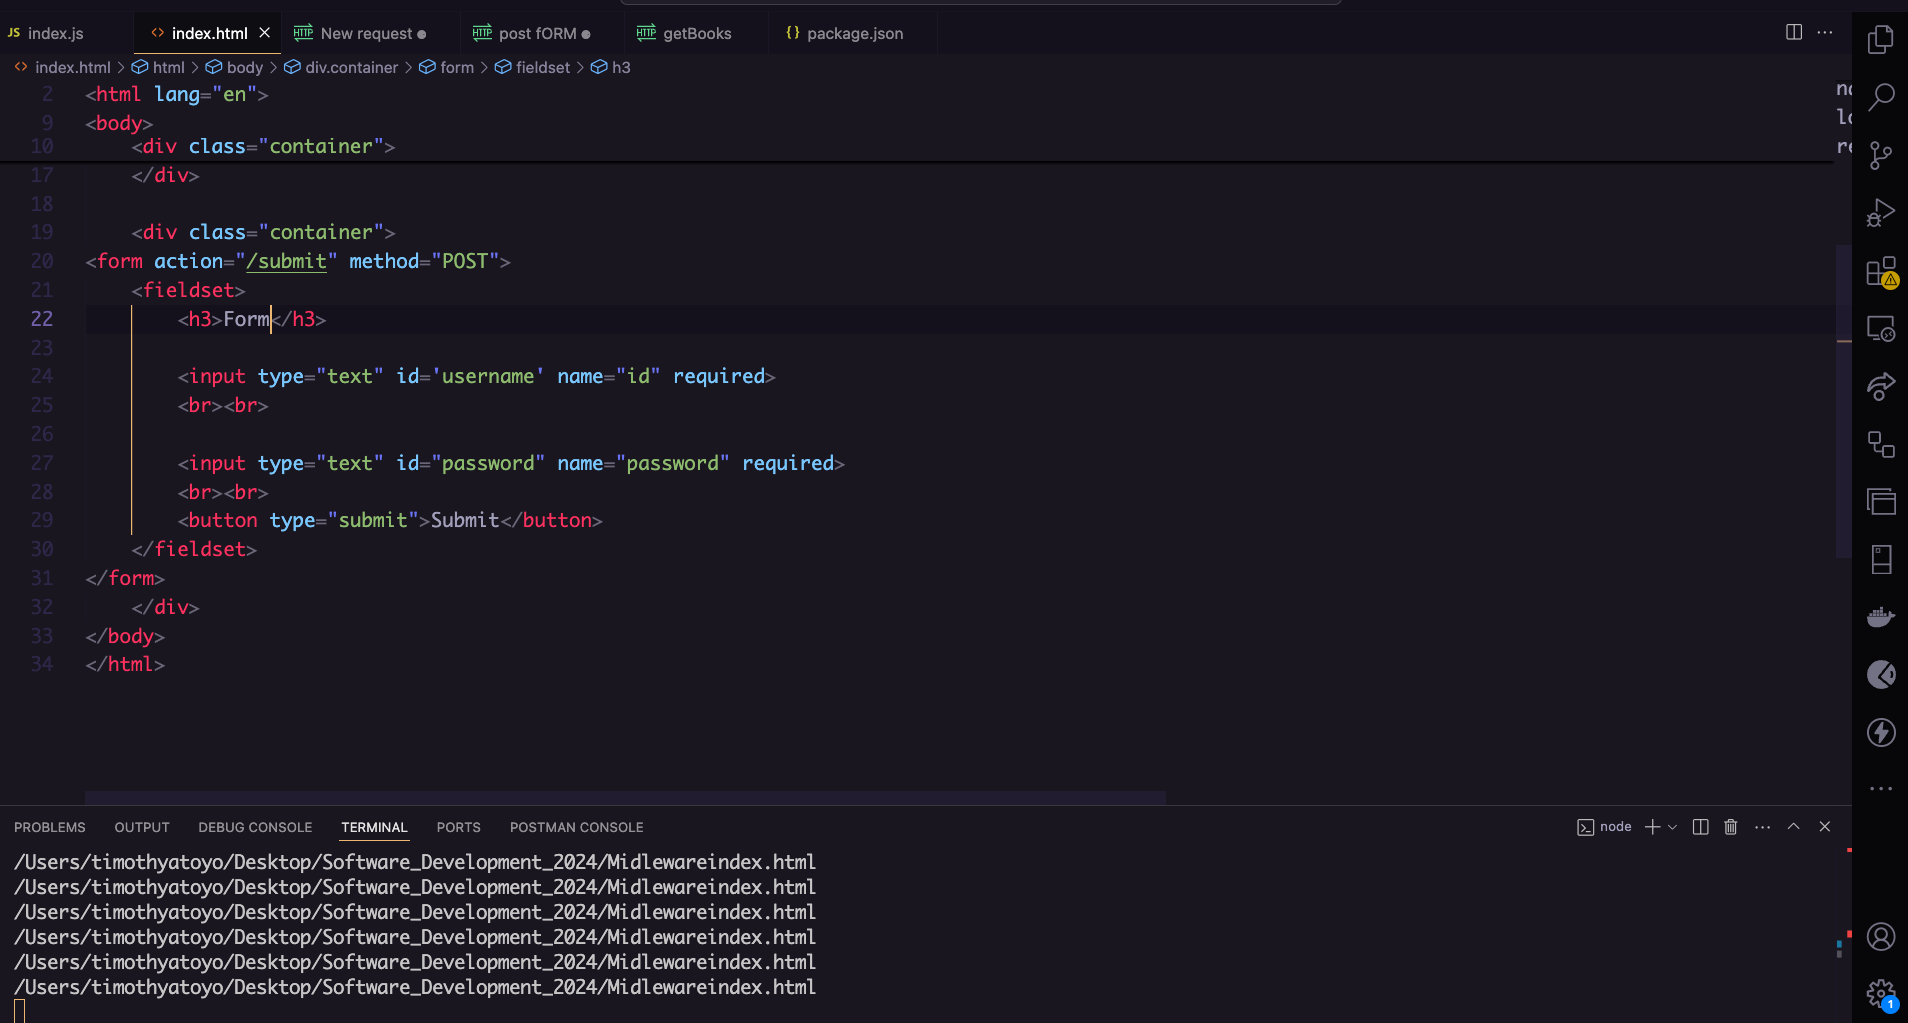 JS index.js <> index.html × HTTP New request ● HTTP post fORM ● HTTP getBooks {} package.json ...
<> index.html > html > body > div.container > form > fieldset > h3
2 <html lang="en">
9 <body>
10 <div class="container">
17 </div>
18
19 <div class="container">
20 <form action="/submit" method="POST">
21 <fieldset>
22 <h3>Form</h3>
23
24 <input type="text" id='username' name="id" required>
25 <br><br>
26
27 <input type="text" id="password" name="password" required>
28 <br><br>
29 <button type="submit">Submit</button>
30 </fieldset>
31 </form>
32 </div>
33 </body>
34 </html>
PROBLEMS OUTPUT DEBUG CONSOLE TERMINAL PORTS POSTMAN CONSOLE node
/Users/timothyatoyo/Desktop/Software_Development_2024/Midlewareindex.html
/Users/timothyatoyo/Desktop/Software_Development_2024/Midlewareindex.html
/Users/timothyatoyo/Desktop/Software_Development_2024/Midlewareindex.html
/Users/timothyatoyo/Desktop/Software_Development_2024/Midlewareindex.html
/Users/timothyatoyo/Desktop/Software_Development_2024/Midlewareindex.html
/Users/timothyatoyo/Desktop/Software_Development_2024/Midlewareindex.html
1